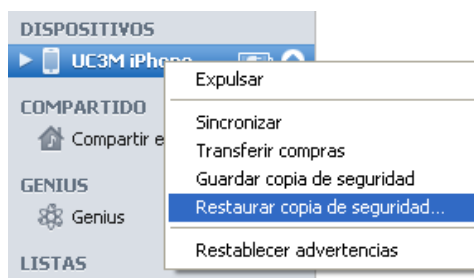 DISPOSITIVOS
UC3M iPhone
Expulsar
COMPARTIDO
Compartir e
Sincronizar
Transferir compras
GENIUS
Guardar copia de seguridad
Genius
Restaurar copia de seguridad...
LISTAS
Restablecer advertencias